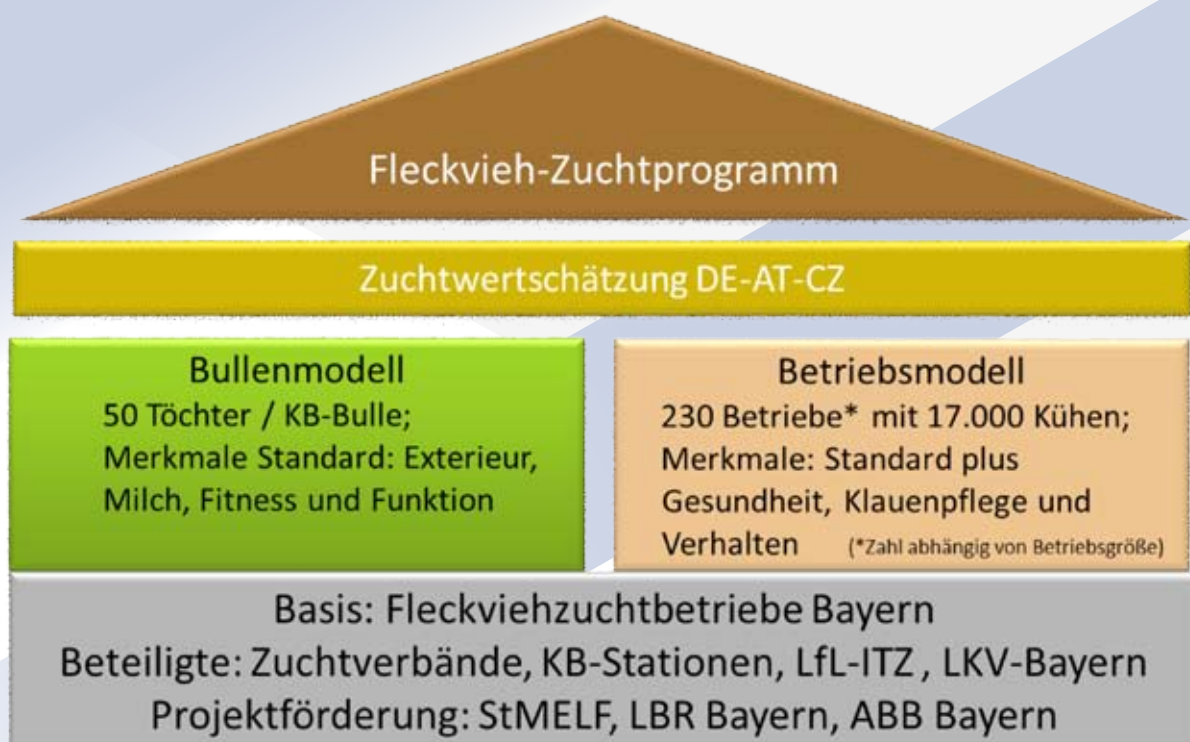 Fleckvieh-Zuchtprogramm
Zuchtwertschätzung DE-AT-CZ
Bullenmodell
50 Töchter / KB-Bulle;
Merkmale Standard: Exterieur,
Milch, Fitness und Funktion
Betriebsmodell
230 Betriebe* mit 17.000 Kühen;
Merkmale: Standard plus
Gesundheit, Klauenpflege und
Verhalten (*Zahl abhängig von Betriebsgröße)
Basis: Fleckviehzuchtbetriebe Bayern
Beteiligte: Zuchtverbände, KB-Stationen, LfL-ITZ , LKV-Bayern
Projektförderung: StMELF, LBR Bayern, ABB Bayern